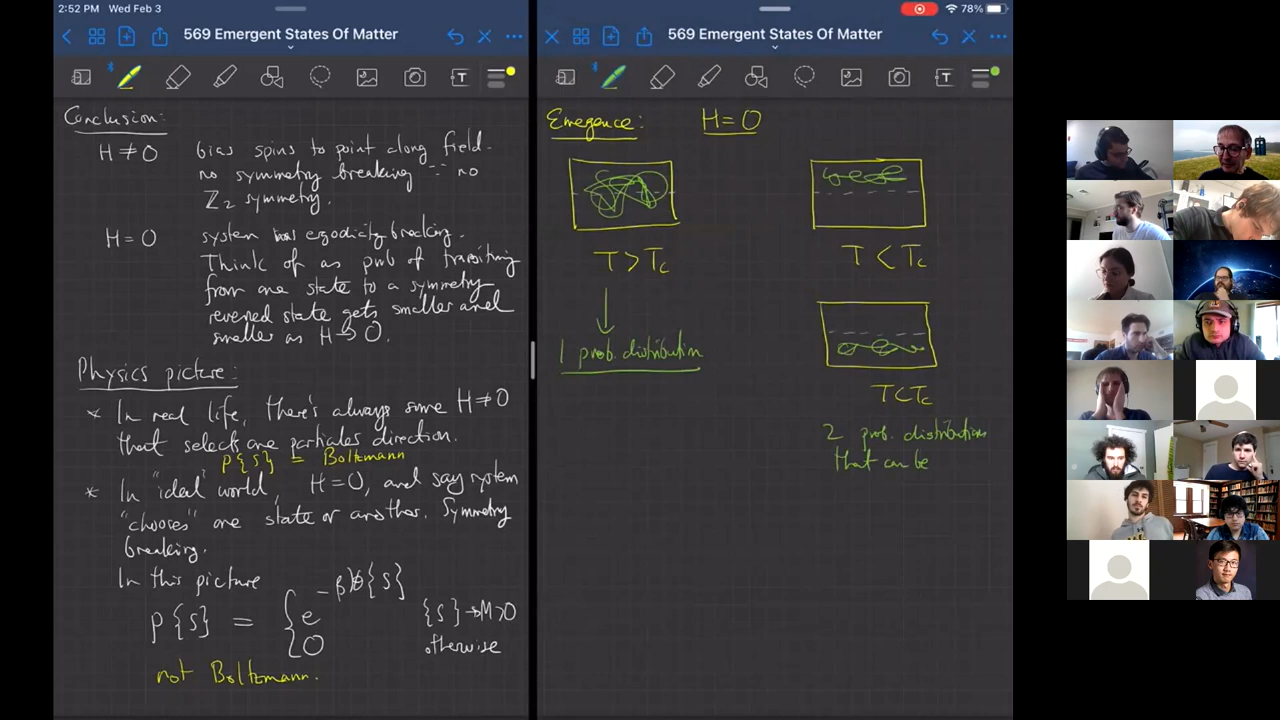 2:52 PM Wed Feb 3
78%
569 Emergent States Of Matter
569 Emergent States Of Matter
Conclusion:
H ≠ 0 bias spins to point along field.
no symmetry breaking ∵ no
Z₂ symmetry.
H = 0 system has ergodicity breaking.
Think of as prob of transiting
from one state to a symmetry
reversed state gets smaller and
smaller as H → 0.
Physics picture:
* In real life, there's always some H ≠ 0
that selects one direction.
P{S} = Boltzmann
* In "ideal" world, H = 0, and say system
"chooses" one state or another. Symmetry
breaking.
In this picture
P{S} = { e^{-βH{S}} {S} → M>0
0 otherwise
not Boltzmann.
Emegence: H = 0
T > Tc
T < Tc
1 prob. distribution
T < Tc
2 prob. distributions
that can be